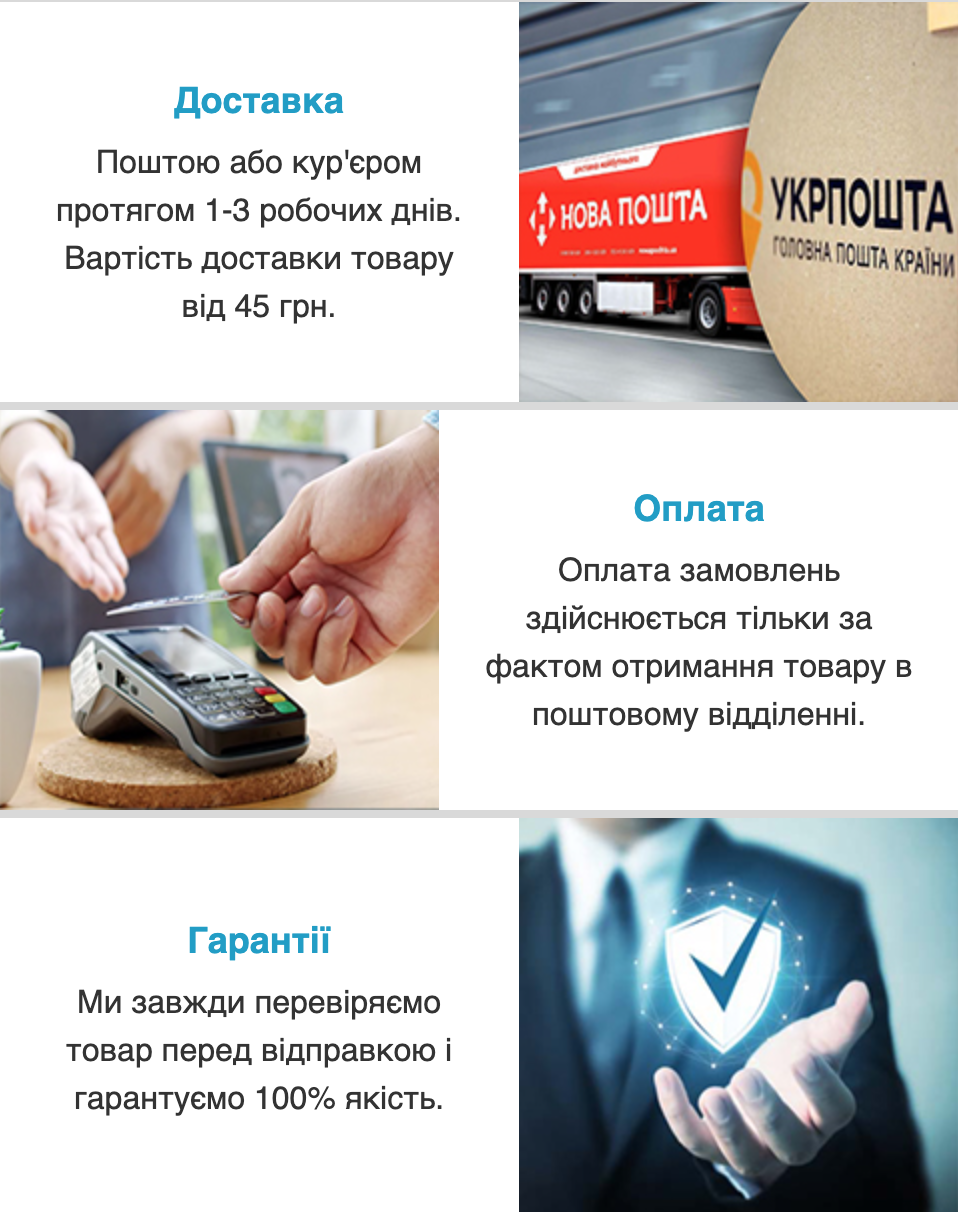 Доставка
Поштою або кур'єром
протягом 1-3 робочих днів.
Вартість доставки товару
від 45 грн.
НОВА ПОШТА
УКРПОШТА
ГОЛОВНА ПОШТА КРАЇНИ
Оплата
Оплата замовлень
здійснюється тільки за
фактом отримання товару в
поштовому відділенні.
Гарантії
Ми завжди перевіряємо
товар перед відправкою і
гарантуємо 100% якість.